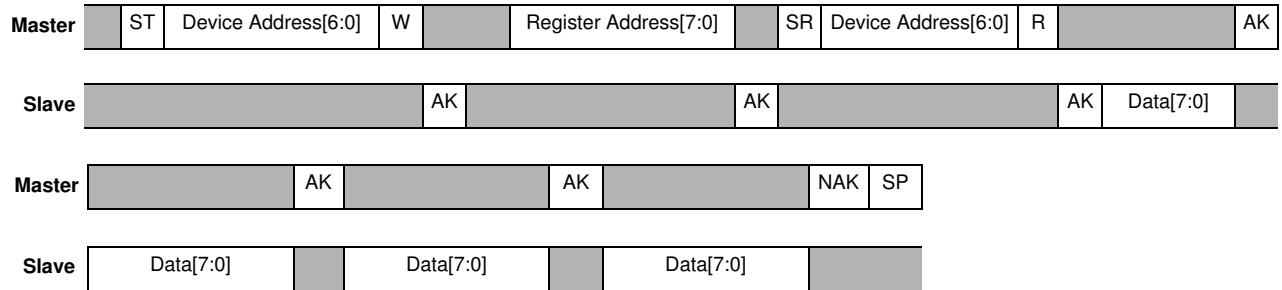 Master ST Device Address[6:0] W Register Address[7:0] SR Device Address[6:0] R AK
Slave AK AK AK Data[7:0]
Master AK AK NAK SP
Slave Data[7:0] Data[7:0] Data[7:0]